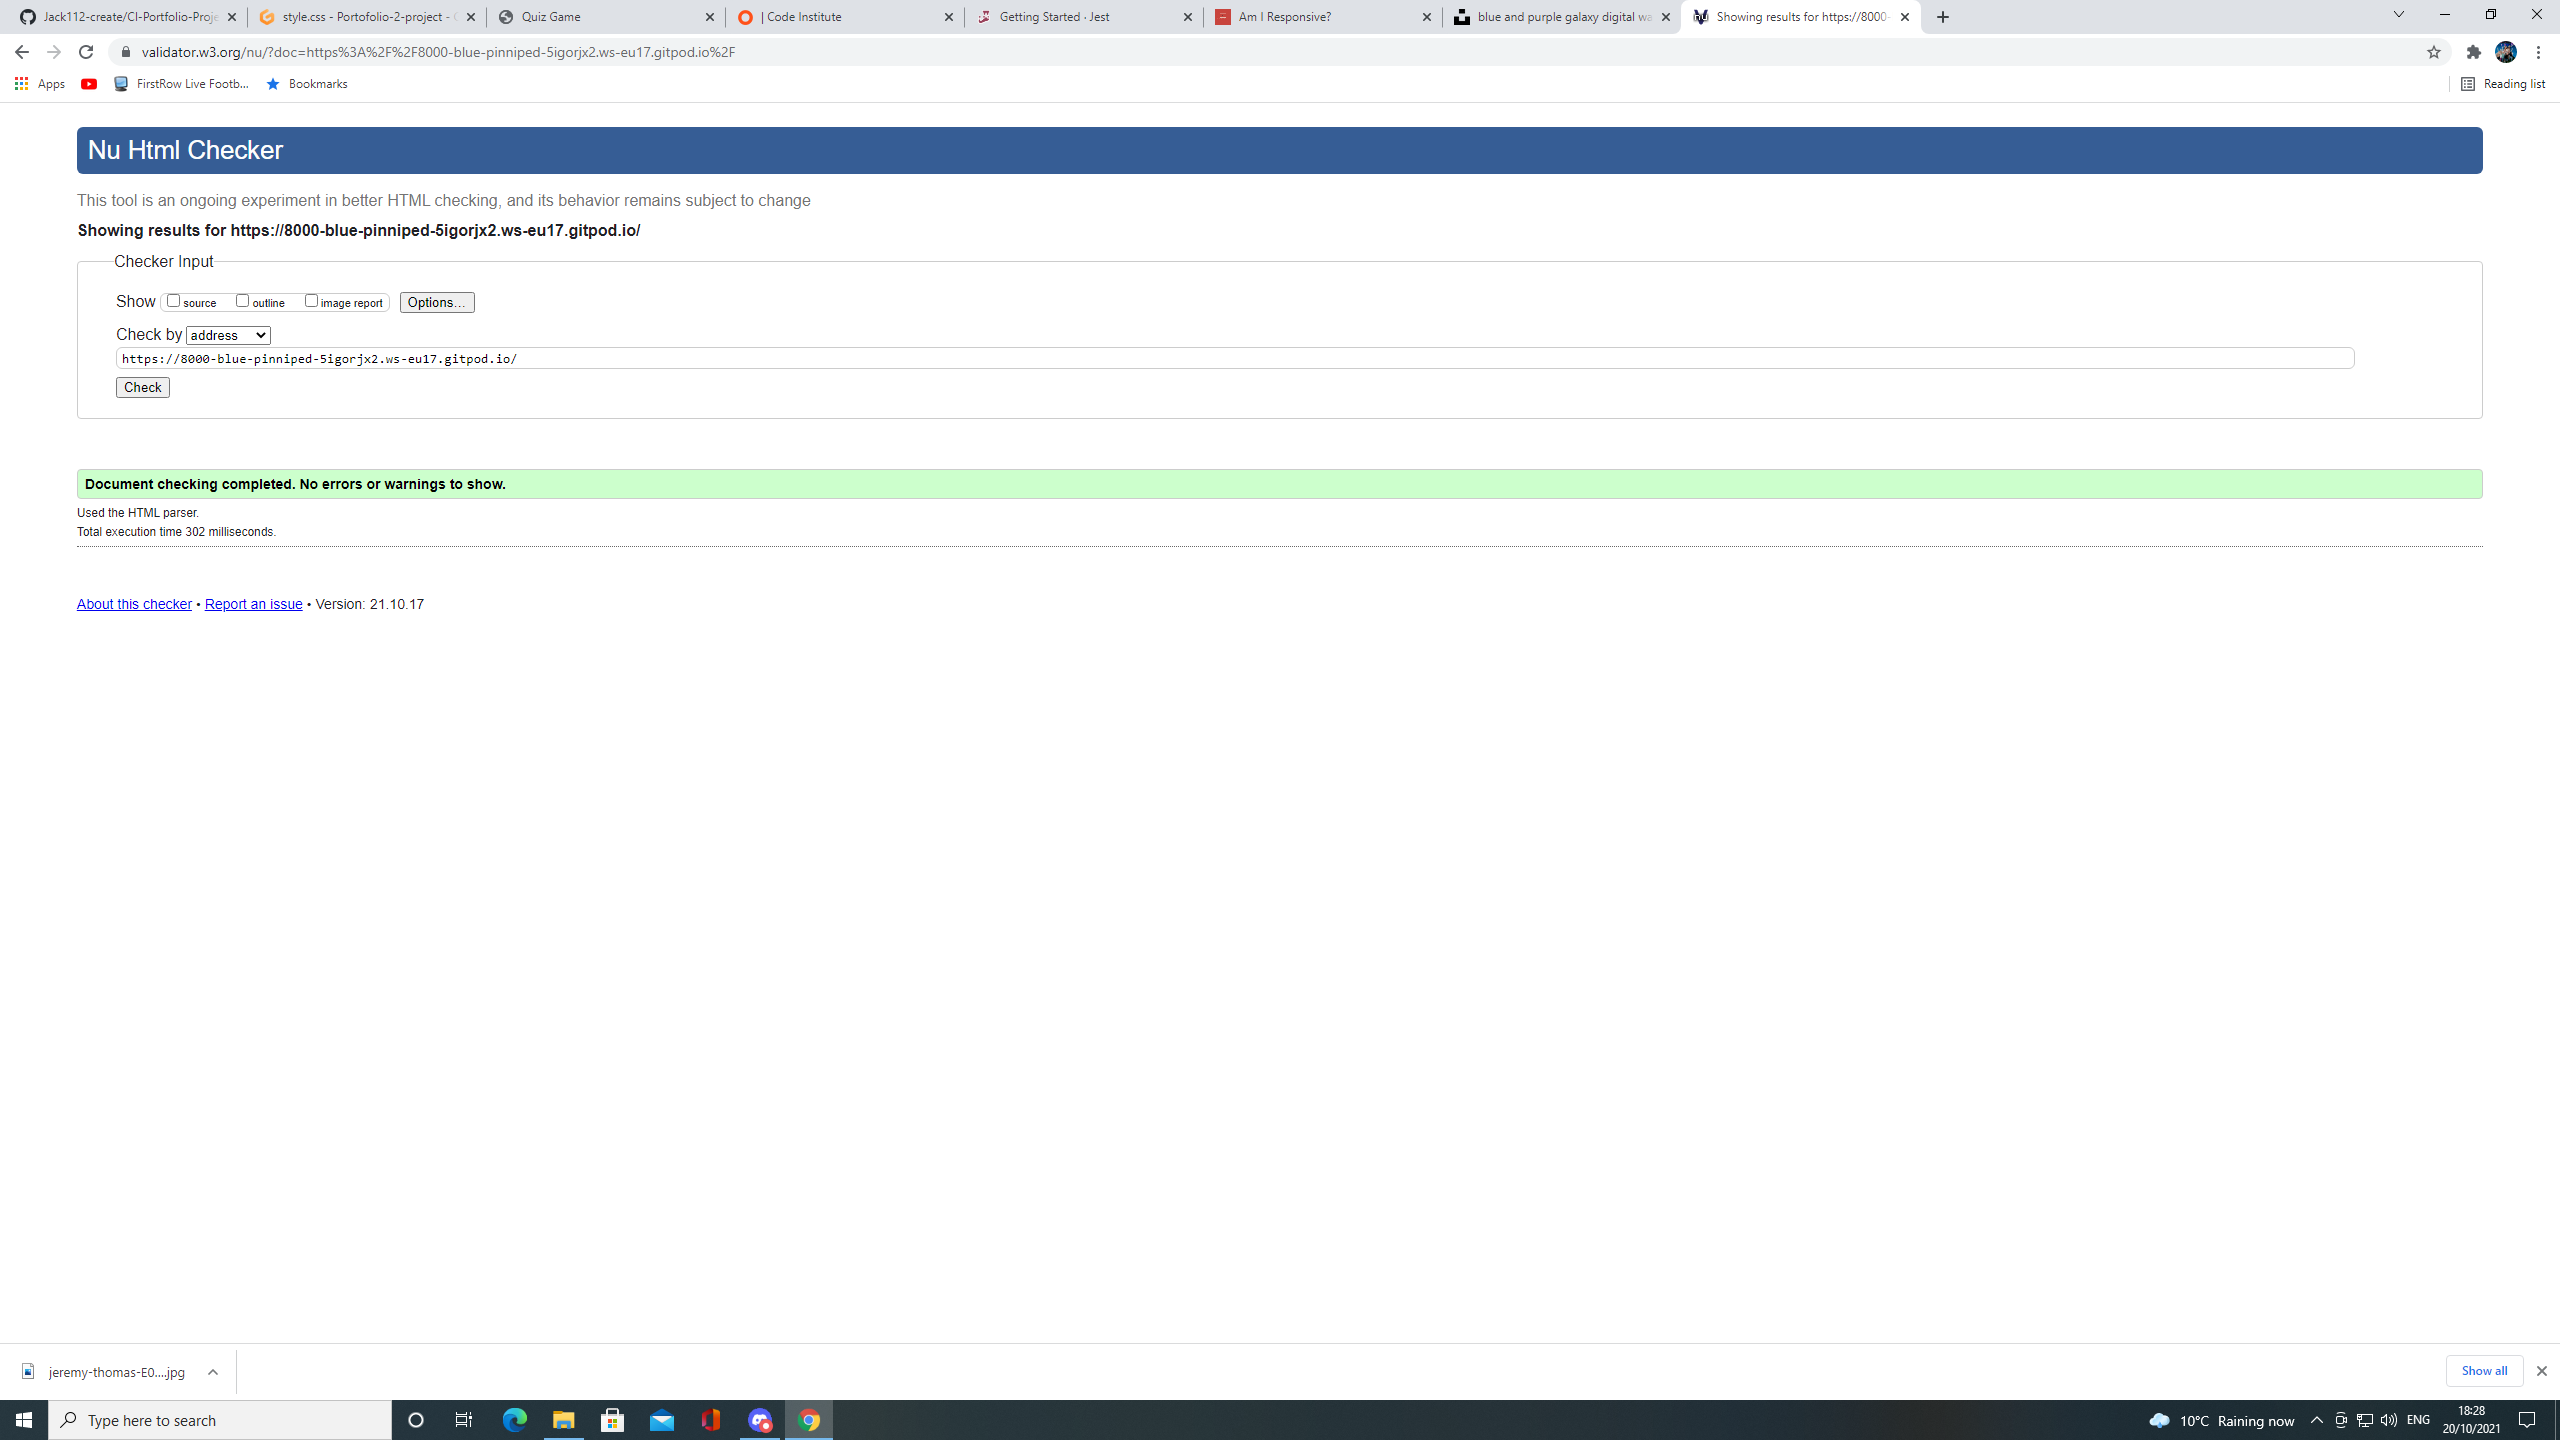 Jack112-create/CI-Portfolio-Proje
style.css - Portofolio-2-project - G
Quiz Game
| Code Institute
Getting Started · Jest
Am I Responsive?
blue and purple galaxy digital wa
Showing results for https://8000-
validator.w3.org/nu/?doc=https%3A%2F%2F8000-blue-pinniped-5igorjx2.ws-eu17.gitpod.io%2F
Apps
FirstRow Live Footb...
Bookmarks
Reading list
Nu Html Checker
This tool is an ongoing experiment in better HTML checking, and its behavior remains subject to change
Showing results for https://8000-blue-pinniped-5igorjx2.ws-eu17.gitpod.io/
Checker Input
Show source outline image report Options...
Check by address
https://8000-blue-pinniped-5igorjx2.ws-eu17.gitpod.io/
Check
Document checking completed. No errors or warnings to show.
Used the HTML parser.
Total execution time 302 milliseconds.
About this checker • Report an issue • Version: 21.10.17
jeremy-thomas-E0....jpg
Show all
Type here to search
10°C Raining now
ENG
18:28
20/10/2021